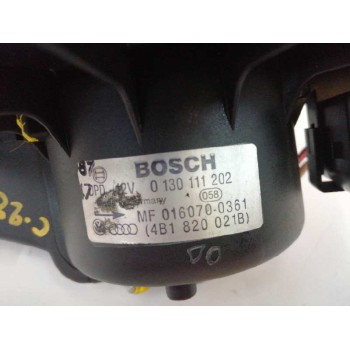 BOSCH
12V 0 130 111 202
058
Germany MF 016070-0361
(4B1 820 021B)